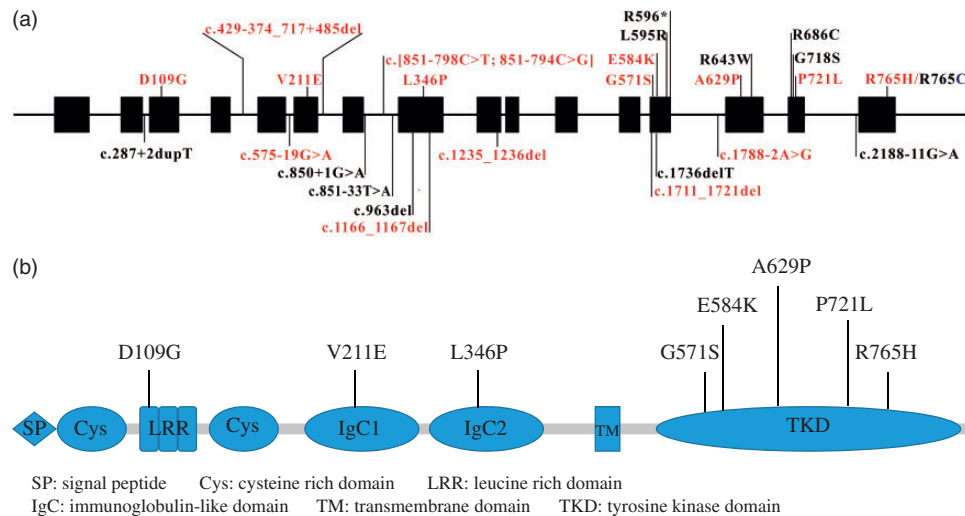 (a)
c.429-374_717+485del
R596*
L595R
R686C
c.[851-798C>T; 851-794C>G]
E584K
R643W
G718S
D109G
V211E
L346P
G571S
A629P
P721L
R765H/R765C
c.287+2dupT
c.575-19G>A
c.850+1G>A
c.851-33T>A
c.963del
c.1166_1167del
c.1235_1236del
c.1736delT
c.1711_1721del
c.1788-2A>G
c.2188-11G>A
(b)
A629P
E584K
P721L
D109G
V211E
L346P
G571S
R765H
SP
Cys
LRR
Cys
IgC1
IgC2
TM
TKD
SP: signal peptide Cys: cysteine rich domain LRR: leucine rich domain
IgC: immunoglobulin-like domain TM: transmembrane domain TKD: tyrosine kinase domain